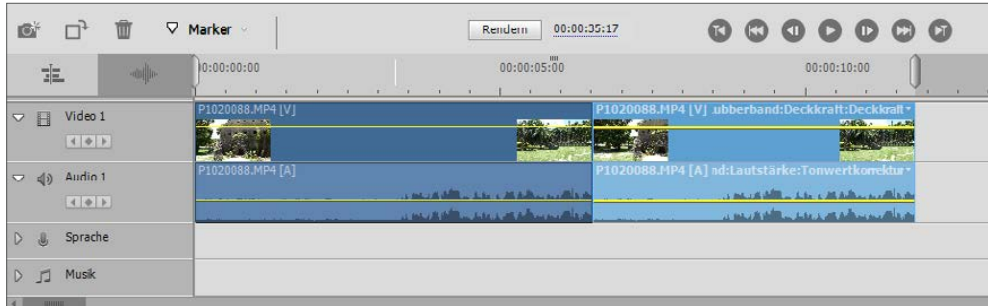 Marker
Rendern 00:00:35:17
0:00:00:00 00:00:05:00 00:00:10:00
Video 1
P1020088.MP4 [V] P1020088.MP4 [V] .ubberband:Deckkraft:Deckkraft
Audio 1
P1020088.MP4 [A] P1020088.MP4 [A] nd:Lautstärke:Tonwertkorrektur
Sprache
Musik